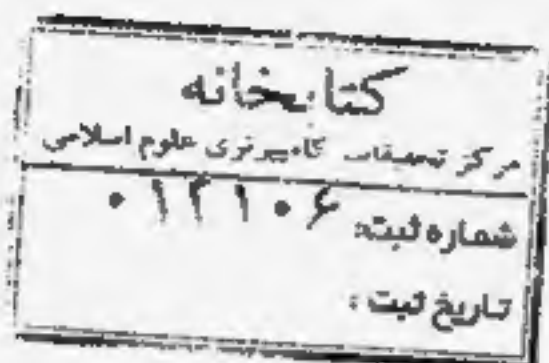 کتابخانه
مرکز تحقیقات کامپیوتری علوم اسلامی
شماره ثبت: ۰۱۲۱۰۶
تاریخ ثبت: